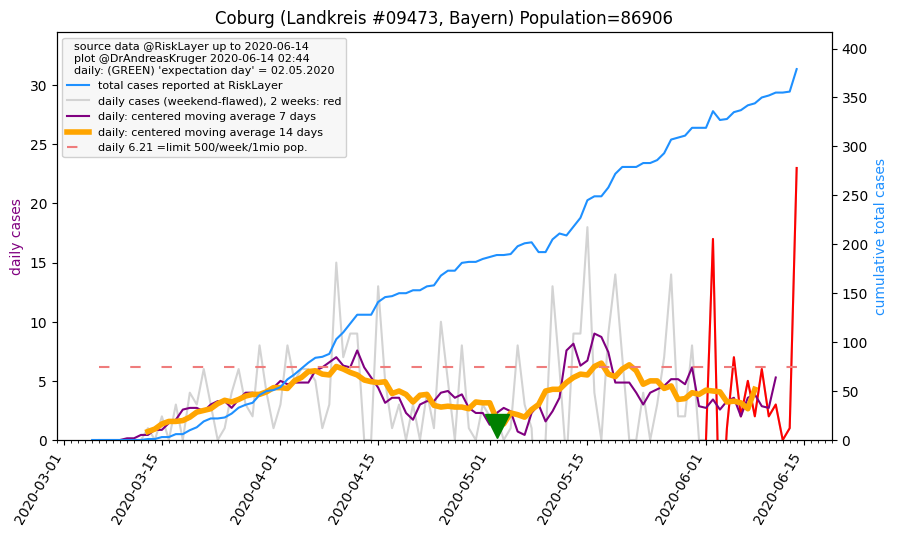 Coburg (Landkreis #09473, Bayern) Population=86906
source data @RiskLayer up to 2020-06-14
plot @DrAndreasKruger 2020-06-14 02:44
daily: (GREEN) 'expectation day' = 02.05.2020
total cases reported at RiskLayer
daily cases (weekend-flawed), 2 weeks: red
daily: centered moving average 7 days
daily: centered moving average 14 days
daily 6.21 =limit 500/week/1mio pop.
daily cases
30
25
20
15
10
5
0
400
350
300
250
200
150
100
50
0
cumulative total cases
2020-03-01
2020-03-15
2020-04-01
2020-04-15
2020-05-01
2020-05-15
2020-06-01
2020-06-15